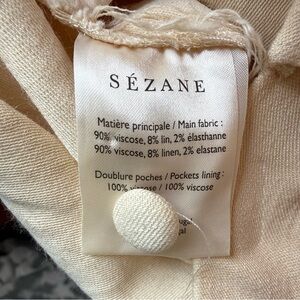 SÉZANE
Matière principale / Main fabric :
90% viscose, 8% lin, 2% élasthanne
90% viscose, 8% linen, 2% elastane
Doublure poches / Pockets lining :
100% viscose / 100% viscose